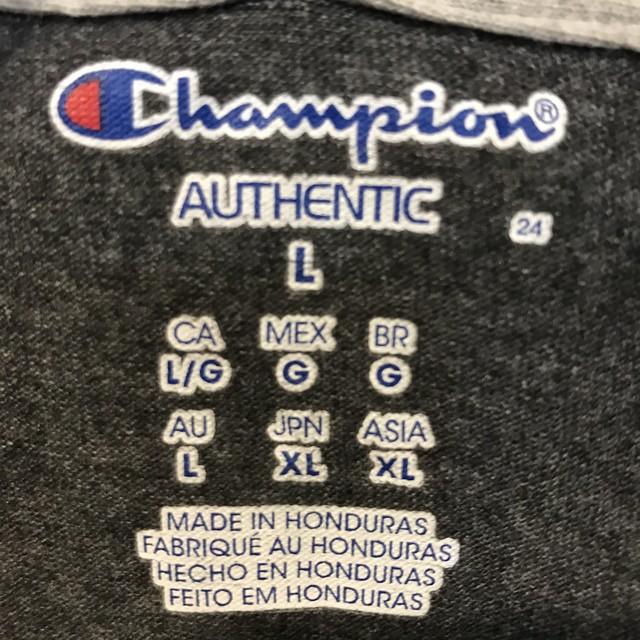 Champion®
AUTHENTIC
24
L
CA MEX BR
L/G G G
AU JPN ASIA
L XL XL
MADE IN HONDURAS
FABRIQUÉ AU HONDURAS
HECHO EN HONDURAS
FEITO EM HONDURAS